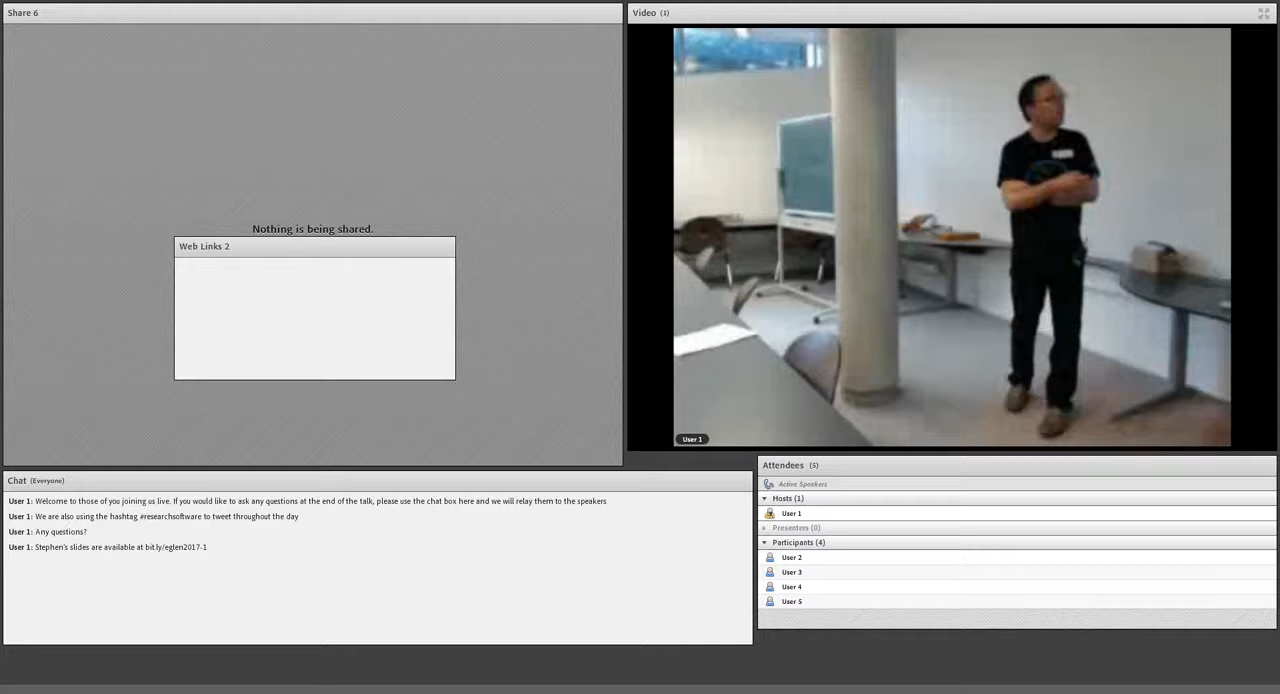 Share 6
Video (1)
Nothing is being shared.
Web Links 2
User 1
Chat (Everyone)
User 1: Welcome to those of you joining us live. If you would like to ask any questions at the end of the talk, please use the chat box here and we will relay them to the speakers
User 1: We are also using the hashtag #researchsoftware to tweet throughout the day
User 1: Any questions?
User 1: Stephen's slides are available at bit.ly/eglen2017-1
Attendees (5)
Active Speakers
Hosts (1)
User 1
Presenters (0)
Participants (4)
User 2
User 3
User 4
User 5